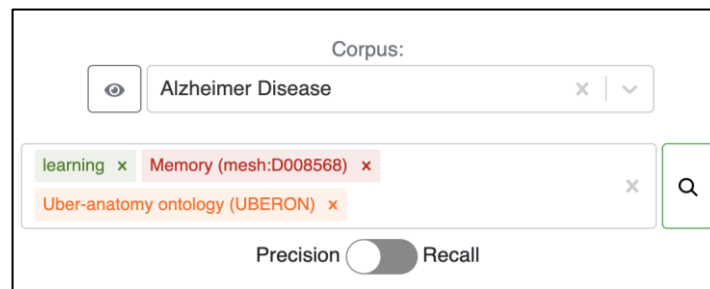 Corpus:
Alzheimer Disease
learning × Memory (mesh:D008568) ×
Uber-anatomy ontology (UBERON) ×
Precision Recall